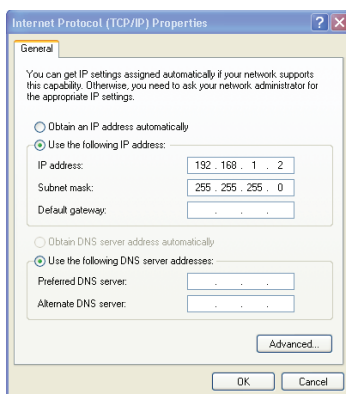 Internet Protocol (TCP/IP) Properties
General
You can get IP settings assigned automatically if your network supports
this capability. Otherwise, you need to ask your network administrator for
the appropriate IP settings.
Obtain an IP address automatically
Use the following IP address:
IP address: 192 . 168 . 1 . 2
Subnet mask: 255 . 255 . 255 . 0
Default gateway: . . .
Obtain DNS server address automatically
Use the following DNS server addresses:
Preferred DNS server: . . .
Alternate DNS server: . . .
Advanced...
OK Cancel